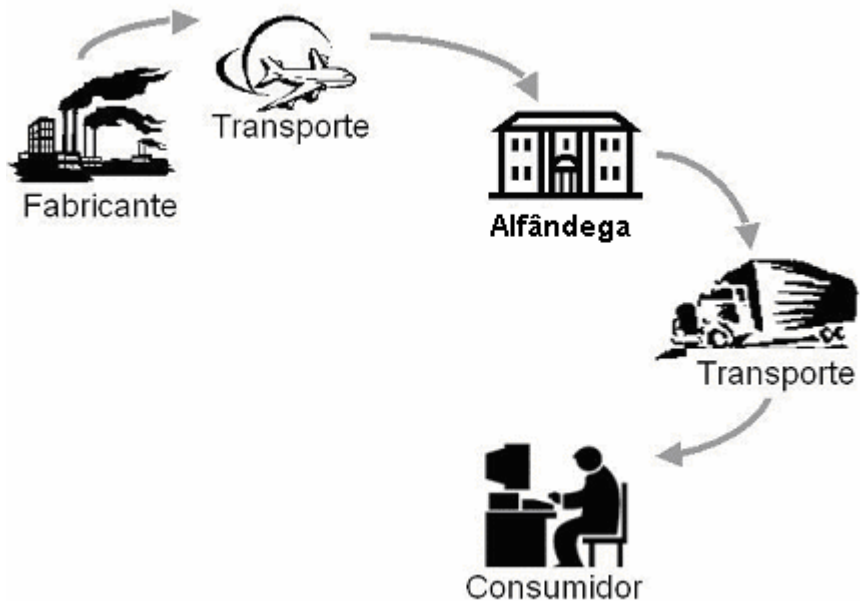 Fabricante
Transporte
Alfândega
Transporte
Consumidor